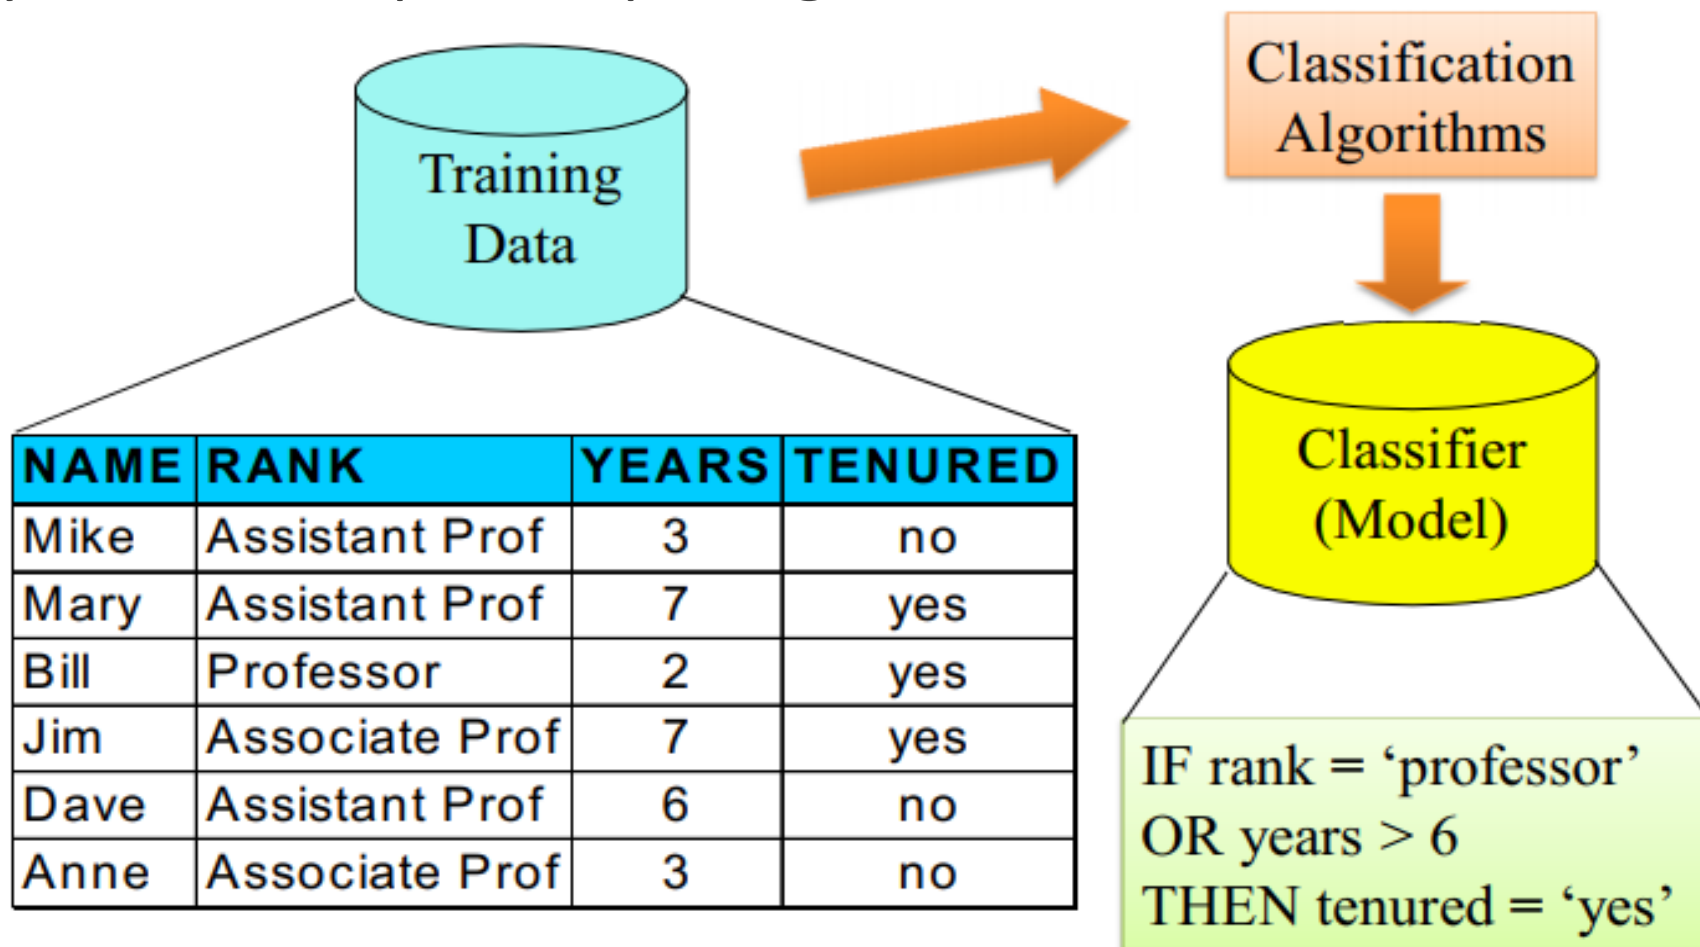 Training
Data
Classification
Algorithms
NAME RANK YEARS TENURED
Mike Assistant Prof 3 no
Mary Assistant Prof 7 yes
Bill Professor 2 yes
Jim Associate Prof 7 yes
Dave Assistant Prof 6 no
Anne Associate Prof 3 no
Classifier
(Model)
IF rank = ‘professor’
OR years > 6
THEN tenured = ‘yes’